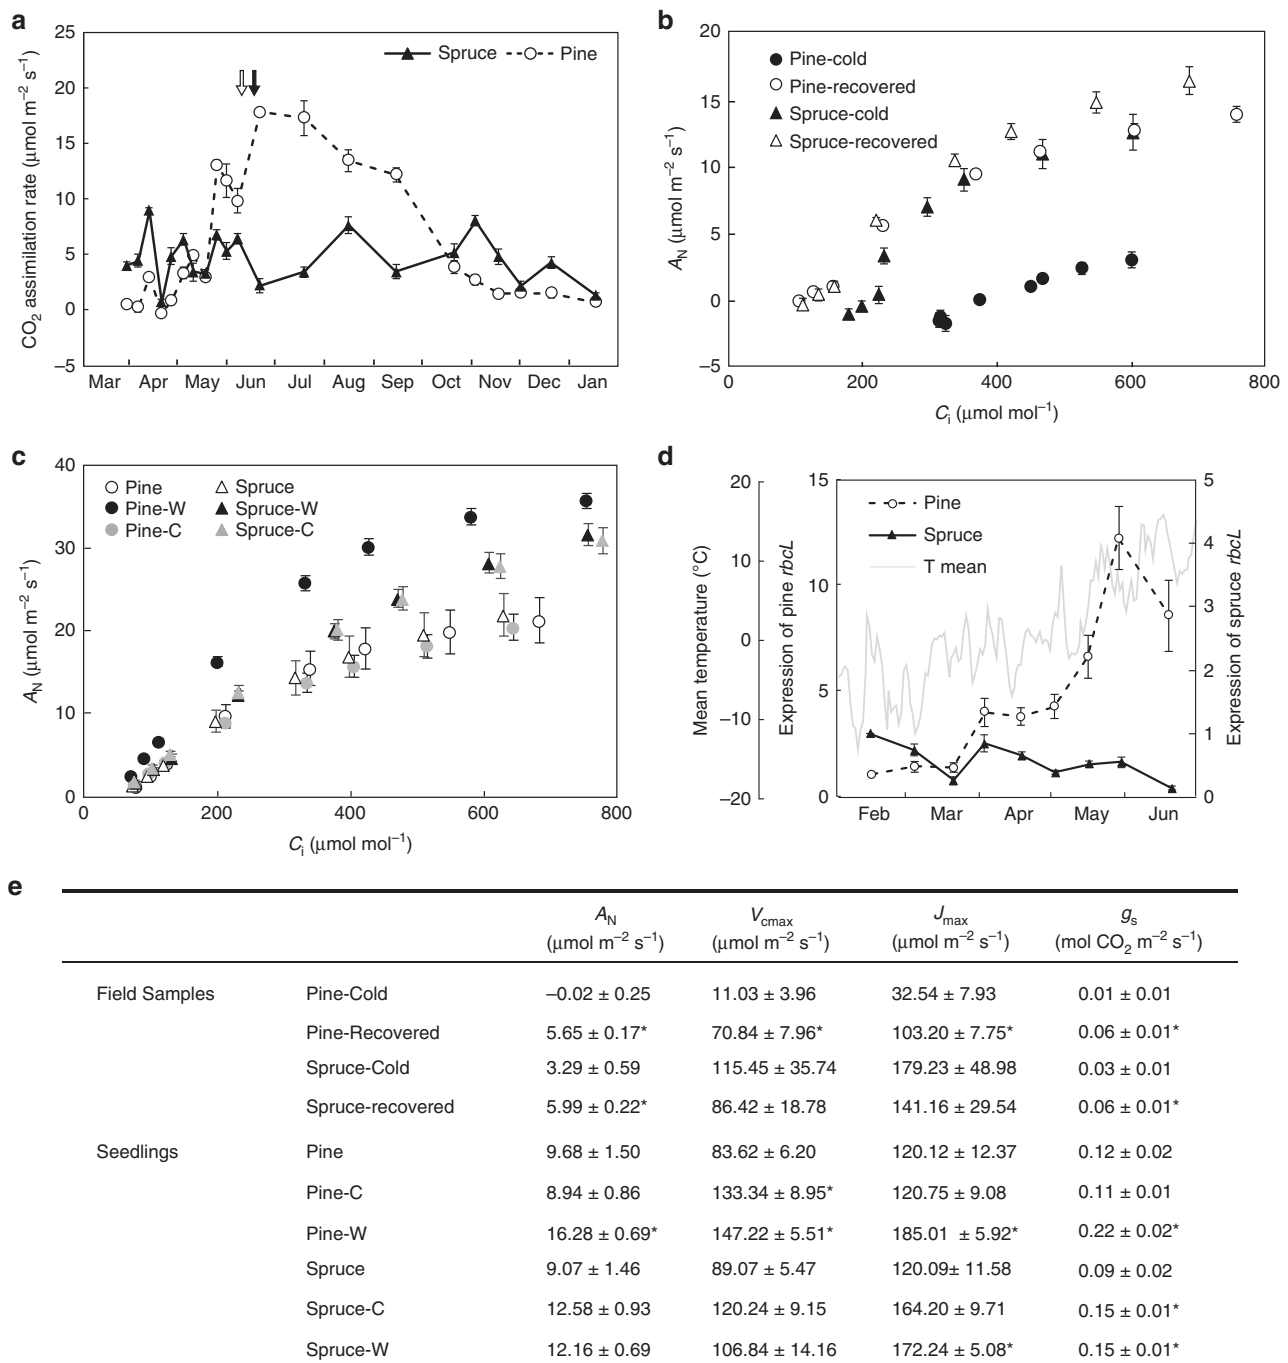 a
25
20
15
10
5
0
–5
CO2 assimilation rate (μmol m–2 s–1)
Spruce Pine
Mar Apr May Jun Jul Aug Sep Oct Nov Dec Jan
b
20
15
10
5
0
–5
AN (μmol m–2 s–1)
Pine-cold
Pine-recovered
Spruce-cold
Spruce-recovered
0 200 400 600 800
Ci (μmol mol–1)
c
40
30
20
10
0
AN (μmol m–2 s–1)
Pine Spruce
Pine-W Spruce-W
Pine-C Spruce-C
0 200 400 600 800
Ci (μmol mol–1)
d
20
10
0
–10
–20
Mean temperature (°C)
15
10
5
0
Expression of pine rbcL
Pine
Spruce
T mean
5
4
3
2
1
0
Expression of spruce rbcL
Feb Mar Apr May Jun
e
AN Vcmax Jmax gs
(μmol m–2 s–1) (μmol m–2 s–1) (μmol m–2 s–1) (mol CO2 m–2 s–1)
Field Samples Pine-Cold –0.02 ± 0.25 11.03 ± 3.96 32.54 ± 7.93 0.01 ± 0.01
Pine-Recovered 5.65 ± 0.17* 70.84 ± 7.96* 103.20 ± 7.75* 0.06 ± 0.01*
Spruce-Cold 3.29 ± 0.59 115.45 ± 35.74 179.23 ± 48.98 0.03 ± 0.01
Spruce-recovered 5.99 ± 0.22* 86.42 ± 18.78 141.16 ± 29.54 0.06 ± 0.01*
Seedlings Pine 9.68 ± 1.50 83.62 ± 6.20 120.12 ± 12.37 0.12 ± 0.02
Pine-C 8.94 ± 0.86 133.34 ± 8.95* 120.75 ± 9.08 0.11 ± 0.01
Pine-W 16.28 ± 0.69* 147.22 ± 5.51* 185.01 ± 5.92* 0.22 ± 0.02*
Spruce 9.07 ± 1.46 89.07 ± 5.47 120.09± 11.58 0.09 ± 0.02
Spruce-C 12.58 ± 0.93 120.24 ± 9.15 164.20 ± 9.71 0.15 ± 0.01*
Spruce-W 12.16 ± 0.69 106.84 ± 14.16 172.24 ± 5.08* 0.15 ± 0.01*